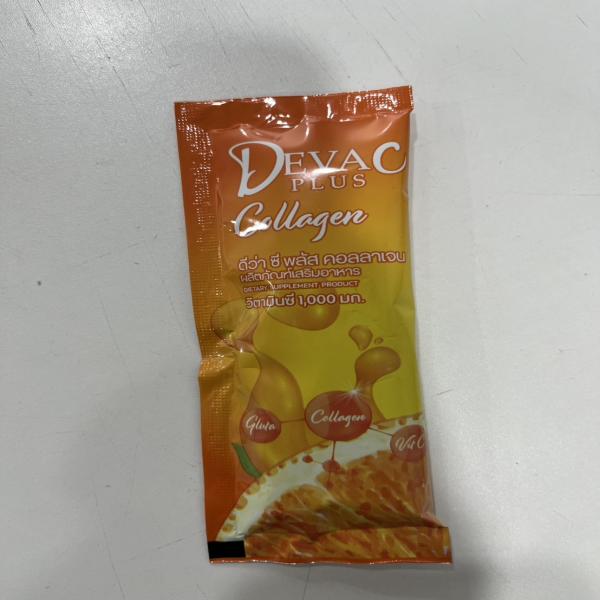 DEVA C
PLUS
Collagen
ดีว่า ซี พลัส คอลลาเจน
ผลิตภัณฑ์เสริมอาหาร
DIETARY SUPPLEMENT PRODUCT
วิตามินซี 1,000 มก.
Gluta
Collagen
Vit C